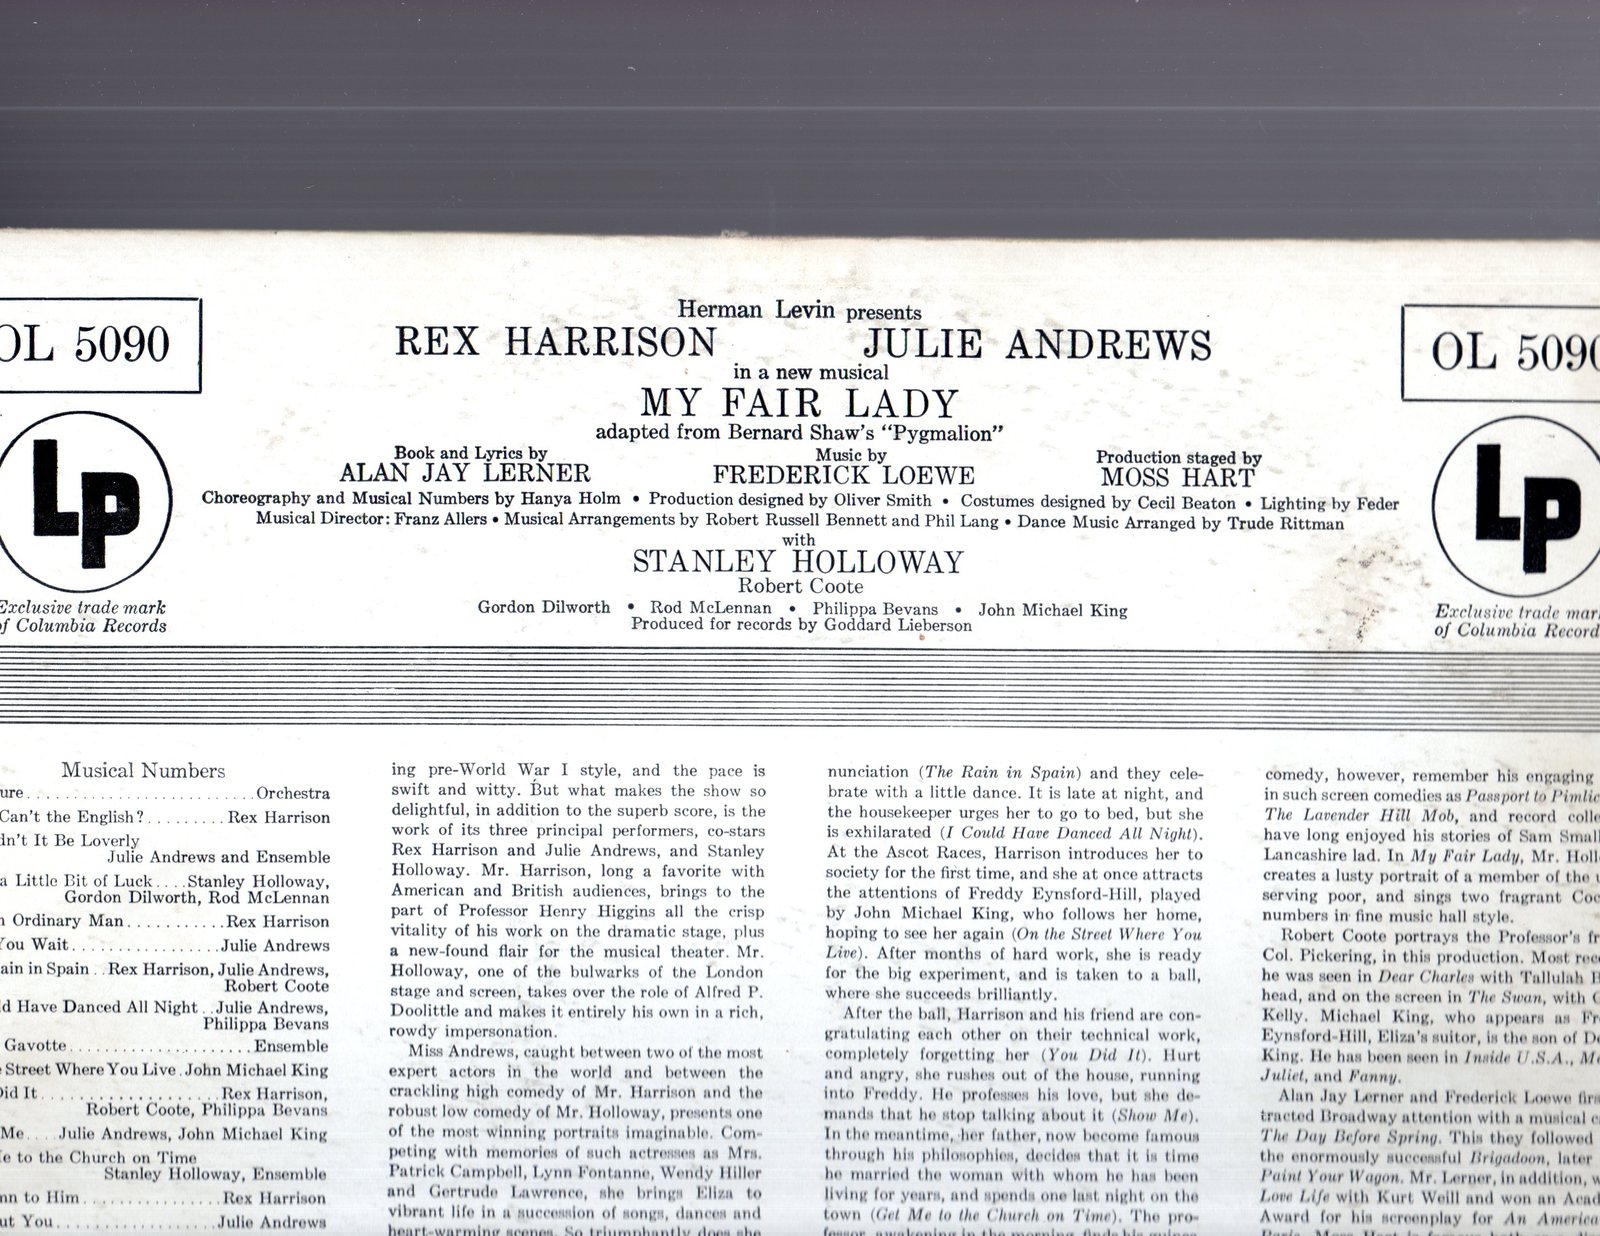 OL 5090
LP
Exclusive trade mark
of Columbia Records
Herman Levin presents
REX HARRISON JULIE ANDREWS
in a new musical
MY FAIR LADY
adapted from Bernard Shaw's "Pygmalion"
Book and Lyrics by Music by Production staged by
ALAN JAY LERNER FREDERICK LOEWE MOSS HART
Choreography and Musical Numbers by Hanya Holm • Production designed by Oliver Smith • Costumes designed by Cecil Beaton • Lighting by Feder
Musical Director: Franz Allers • Musical Arrangements by Robert Russell Bennett and Phil Lang • Dance Music Arranged by Trude Rittman
with
STANLEY HOLLOWAY
Robert Coote
Gordon Dilworth • Rod McLennan • Philippa Bevans • John Michael King
Produced for records by Goddard Lieberson
OL 5090
LP
Exclusive trade mark
of Columbia Record
Musical Numbers
ure..........................Orchestra
Can't the English?.........Rex Harrison
dn't It Be Loverly
Julie Andrews and Ensemble
a Little Bit of Luck....Stanley Holloway,
Gordon Dilworth, Rod McLennan
n Ordinary Man...........Rex Harrison
You Wait.................Julie Andrews
ain in Spain..Rex Harrison, Julie Andrews,
Robert Coote
d Have Danced All Night..Julie Andrews,
Philippa Bevans
Gavotte.....................Ensemble
Street Where You Live.John Michael King
Did It....................Rex Harrison,
Robert Coote, Philippa Bevans
Me....Julie Andrews, John Michael King
e to the Church on Time
Stanley Holloway, Ensemble
nn to Him................Rex Harrison
ut You...................Julie Andrews
ing pre-World War I style, and the pace is
swift and witty. But what makes the show so
delightful, in addition to the superb score, is the
work of its three principal performers, co-stars
Rex Harrison and Julie Andrews, and Stanley
Holloway. Mr. Harrison, long a favorite with
American and British audiences, brings to the
part of Professor Henry Higgins all the crisp
vitality of his work on the dramatic stage, plus
a new-found flair for the musical theater. Mr.
Holloway, one of the bulwarks of the London
stage and screen, takes over the role of Alfred P.
Doolittle and makes it entirely his own in a rich,
rowdy impersonation.
Miss Andrews, caught between two of the most
expert actors in the world and between the
crackling high comedy of Mr. Harrison and the
robust low comedy of Mr. Holloway, presents one
of the most winning portraits imaginable. Com-
peting with memories of such actresses as Mrs.
Patrick Campbell, Lynn Fontanne, Wendy Hiller
and Gertrude Lawrence, she brings Eliza to
vibrant life in a succession of songs, dances and
heart-warming scenes. So triumphantly does she
nunciation (The Rain in Spain) and they cele-
brate with a little dance. It is late at night, and
the housekeeper urges her to go to bed, but she
is exhilarated (I Could Have Danced All Night).
At the Ascot Races, Harrison introduces her to
society for the first time, and she at once attracts
the attentions of Freddy Eynsford-Hill, played
by John Michael King, who follows her home,
hoping to see her again (On the Street Where You
Live). After months of hard work, she is ready
for the big experiment, and is taken to a ball,
where she succeeds brilliantly.
After the ball, Harrison and his friend are con-
gratulating each other on their technical work,
completely forgetting her (You Did It). Hurt
and angry, she rushes out of the house, running
into Freddy. He professes his love, but she de-
mands that he stop talking about it (Show Me).
In the meantime, her father, now become famous
through his philosophies, decides that it is time
he married the woman with whom he has been
living for years, and spends one last night on the
town (Get Me to the Church on Time). The pro-
fessor, awakening in the morning, finds his
comedy, however, remember his engaging
in such screen comedies as Passport to Pimlic
The Lavender Hill Mob, and record colle
have long enjoyed his stories of Sam Small
Lancashire lad. In My Fair Lady, Mr. Holl
creates a lusty portrait of a member of the u
serving poor, and sings two fragrant Coc
numbers in fine music hall style.
Robert Coote portrays the Professor's fr
Col. Pickering, in this production. Most rec
he was seen in Dear Charles with Tallulah B
head, and on the screen in The Swan, with G
Kelly. Michael King, who appears as Fr
Eynsford-Hill, Eliza's suitor, is the son of De
King. He has been seen in Inside U.S.A., Me
Juliet, and Fanny.
Alan Jay Lerner and Frederick Loewe firs
tracted Broadway attention with a musical c
The Day Before Spring. This they followed
the enormously successful Brigadoon, later
Paint Your Wagon. Mr. Lerner, in addition, w
Love Life with Kurt Weill and won an Acad
Award for his screenplay for An America